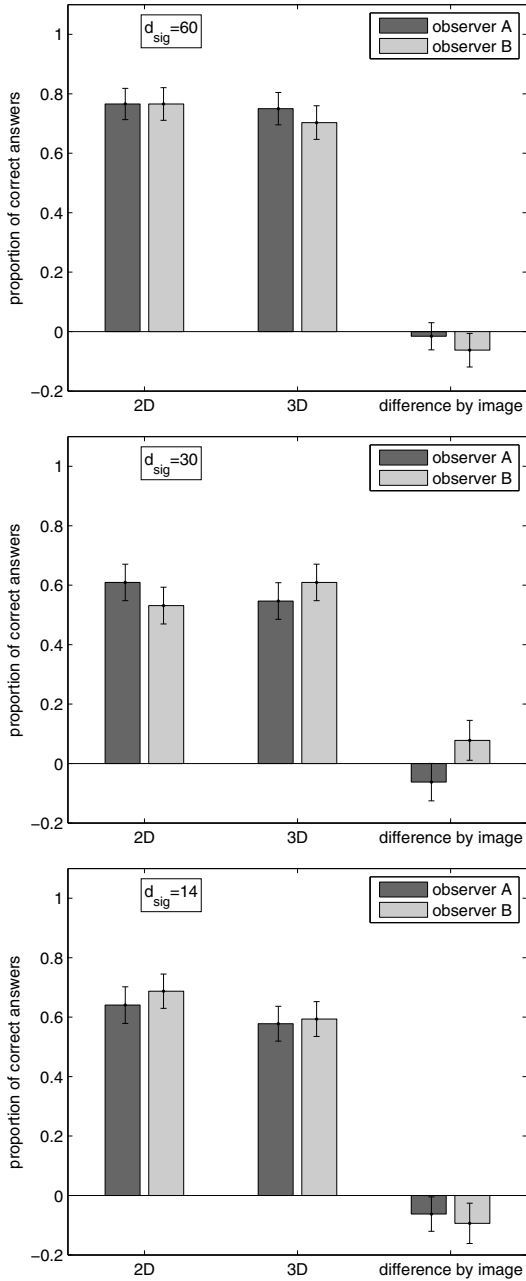 d_sig=60
observer A
observer B
proportion of correct answers
1
0.8
0.6
0.4
0.2
0
−0.2
2D 3D difference by image
d_sig=30
observer A
observer B
proportion of correct answers
1
0.8
0.6
0.4
0.2
0
−0.2
2D 3D difference by image
d_sig=14
observer A
observer B
proportion of correct answers
1
0.8
0.6
0.4
0.2
0
−0.2
2D 3D difference by image